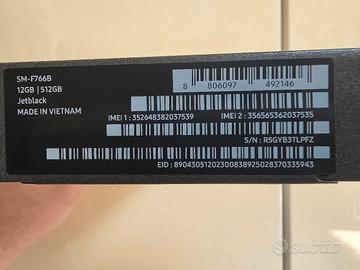 SM-F766B
12GB | 512GB
Jetblack
MADE IN VIETNAM
8 806097 492146
IMEI 1 : 352648382037539
IMEI 2 : 356565362037535
S/N : R5GYB3TLPFZ
EID : 89043051202300838925028370335943
subito